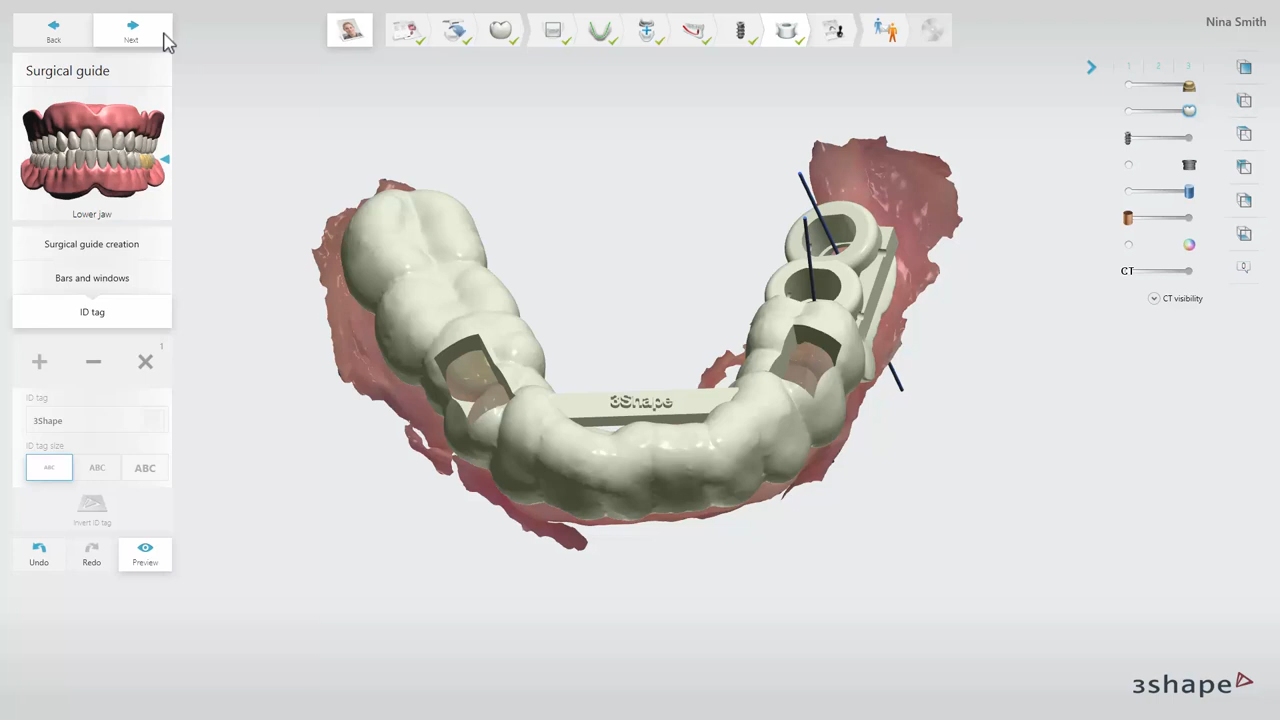 Back
Next
Nina Smith
Surgical guide
1 2 3
Lower jaw
Surgical guide creation
Bars and windows
ID tag
1
ID tag
3Shape
ID tag size
ABC ABC ABC
Invert ID tag
Undo
Redo
Preview
3Shape
CT
CT visibility
3shape